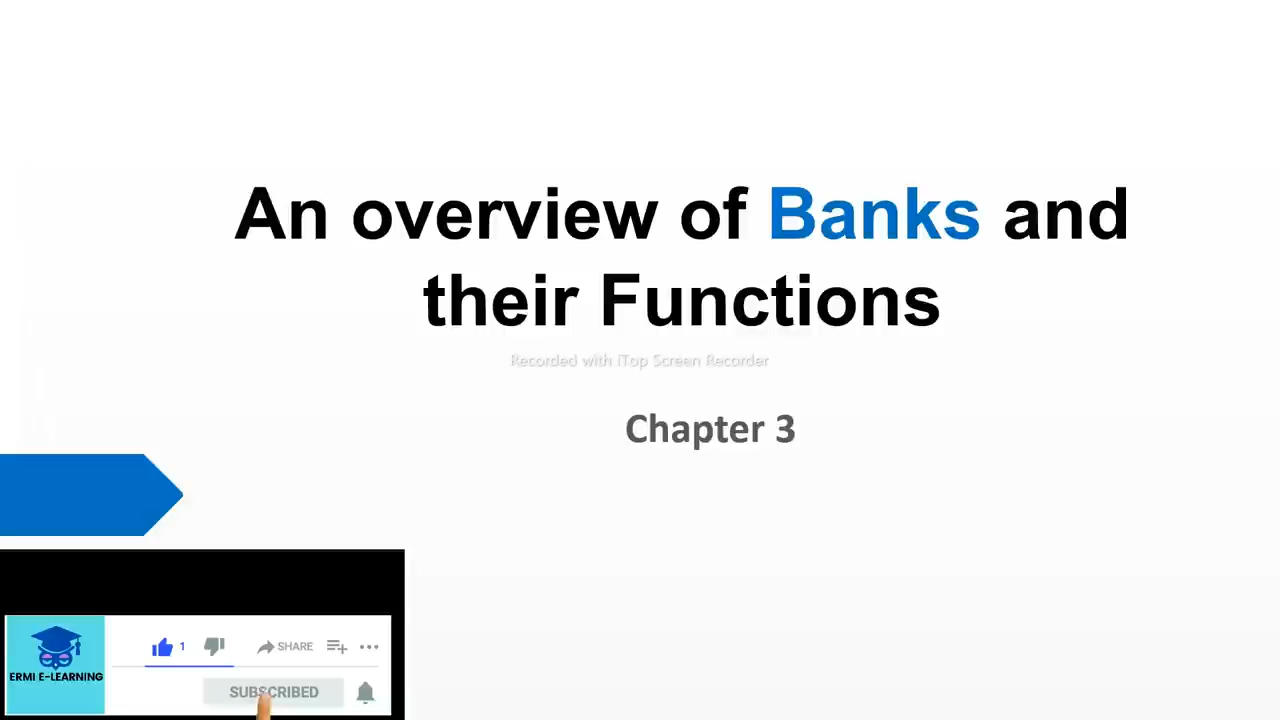 An overview of Banks and
their Functions
Recorded with iTop Screen Recorder
Chapter 3
1
SHARE
ERMI E-LEARNING
SUBSCRIBED